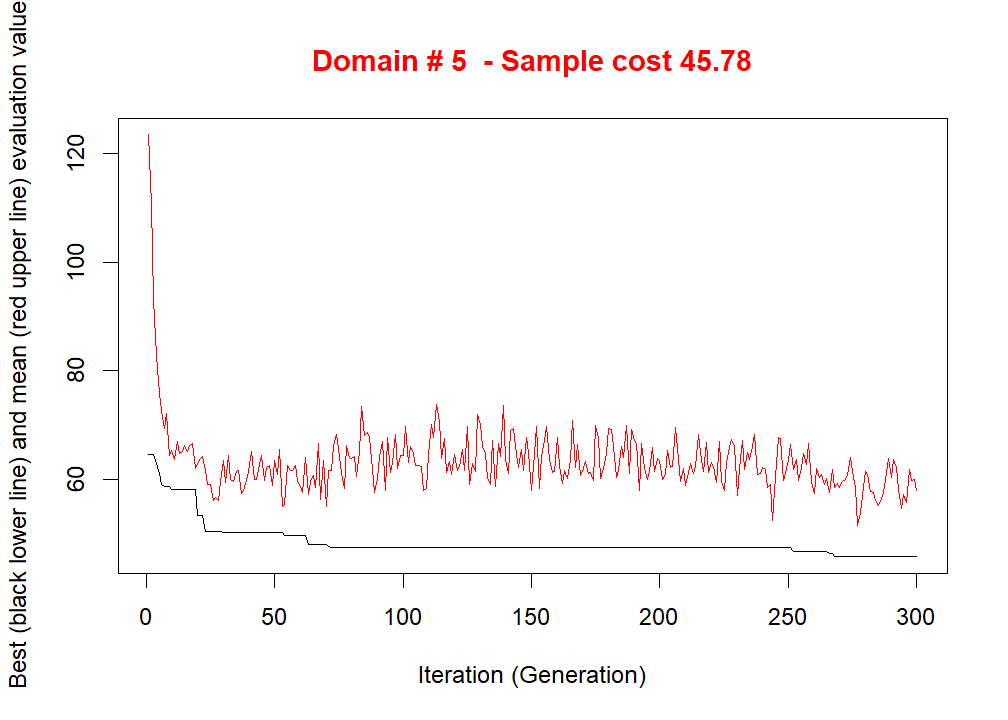 Domain # 5  - Sample cost 45.78
Best (black lower line) and mean (red upper line) evaluation value
120
100
80
60
0 50 100 150 200 250 300
Iteration (Generation)